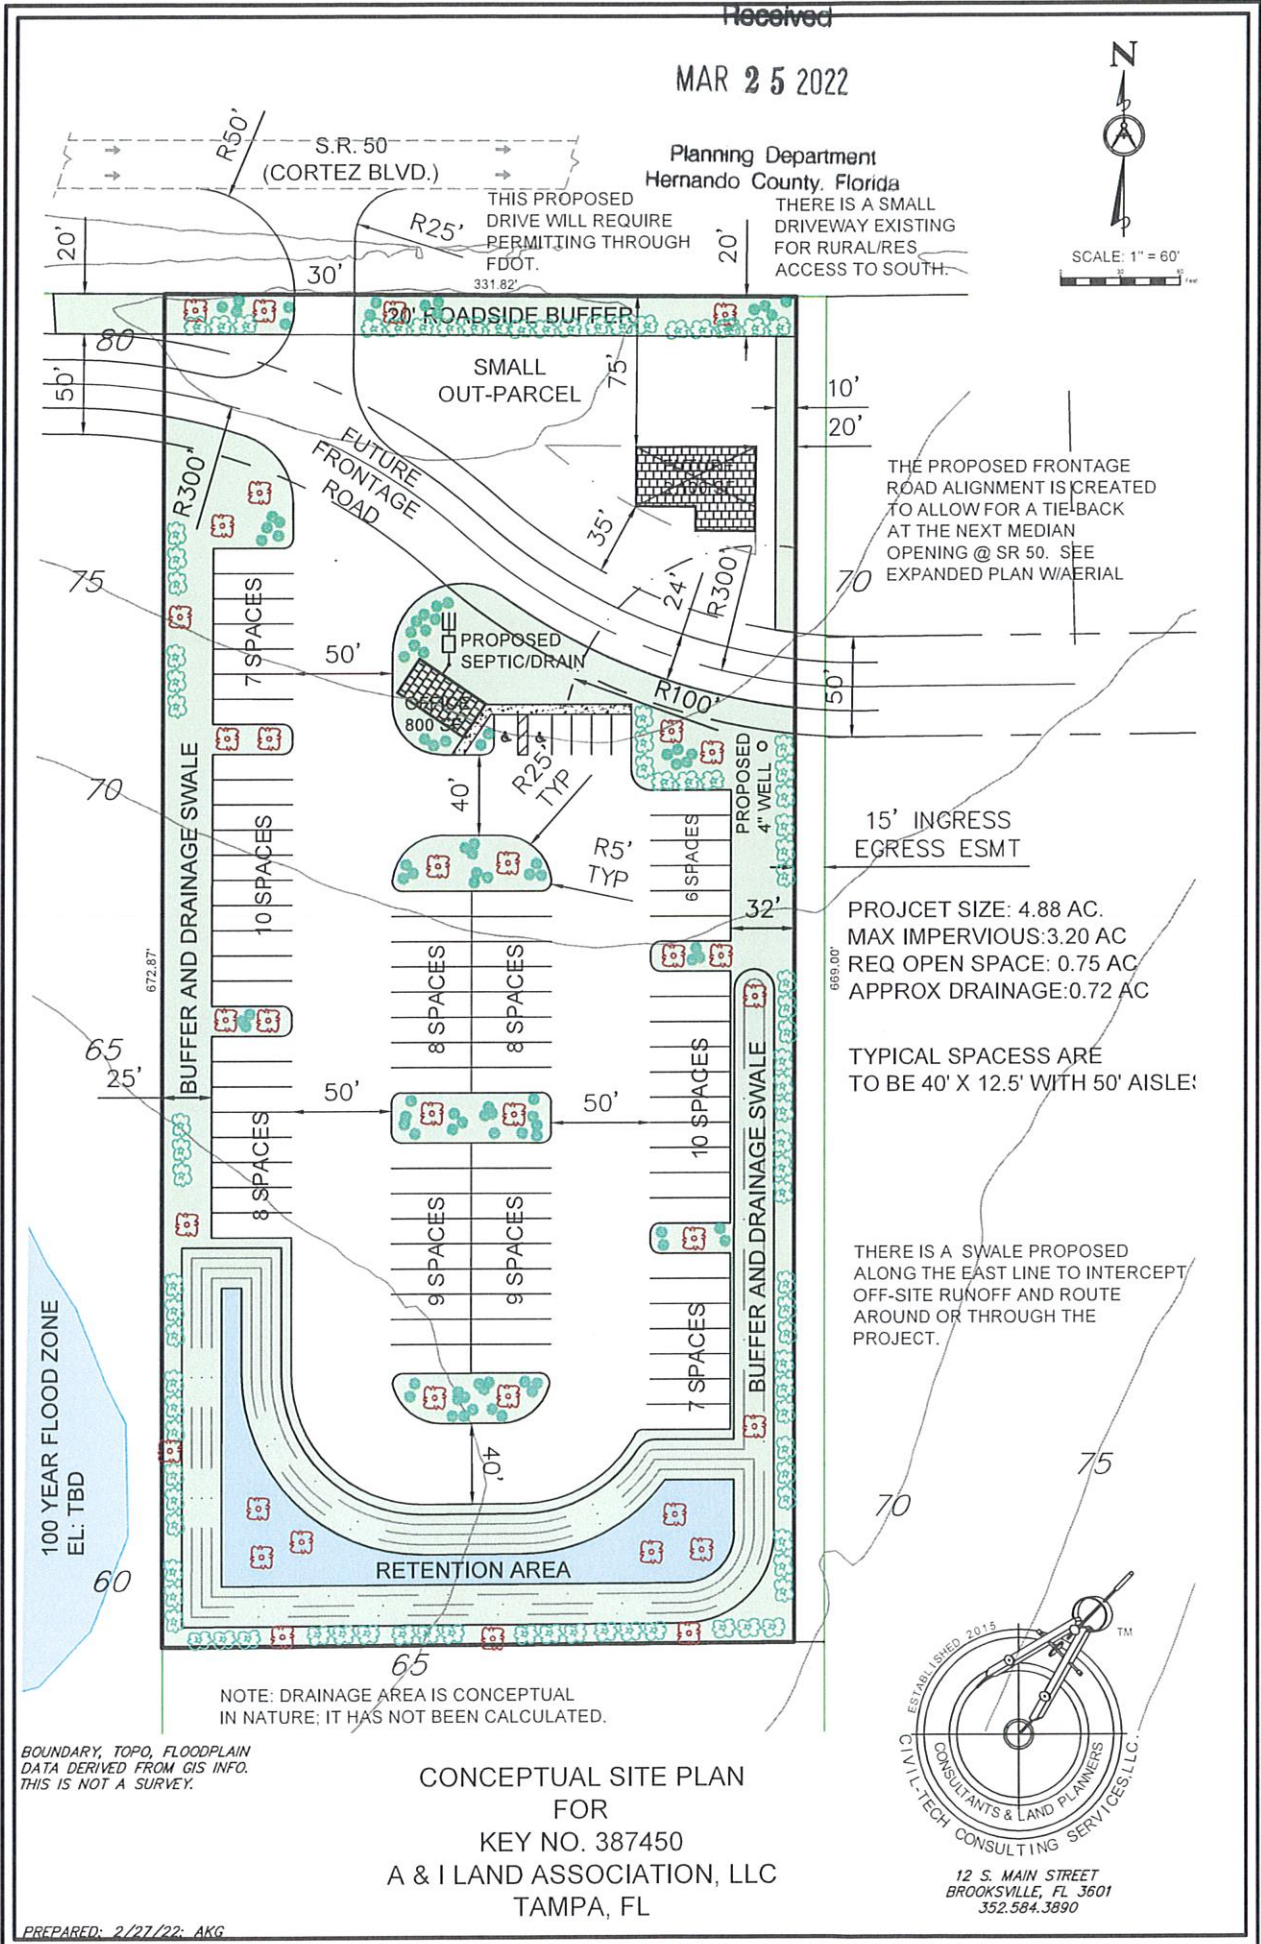 Received
MAR 25 2022
Planning Department
Hernando County, Florida
N
SCALE: 1" = 60'
S.R. 50
(CORTEZ BLVD.)
R50'
R25'
THIS PROPOSED
DRIVE WILL REQUIRE
PERMITTING THROUGH
FDOT.
331.82'
THERE IS A SMALL
DRIVEWAY EXISTING
FOR RURAL/RES
ACCESS TO SOUTH.
20'
30'
20'
20' ROADSIDE BUFFER
80
50'
SMALL
OUT-PARCEL
75'
10'
20'
R300'
FUTURE
FRONTAGE
ROAD
35'
24'
R300'
THE PROPOSED FRONTAGE
ROAD ALIGNMENT IS CREATED
TO ALLOW FOR A TIE-BACK
AT THE NEXT MEDIAN
OPENING @ SR 50. SEE
EXPANDED PLAN W/AERIAL
75
70
7 SPACES
50'
PROPOSED
SEPTIC/DRAIN
OFFICE
800 SF
R100'
50'
R25'
TYP
PROPOSED
4" WELL
70
40'
R5'
TYP
15' INGRESS
EGRESS ESMT
BUFFER AND DRAINAGE SWALE
10 SPACES
6 SPACES
32'
672.87'
669.00'
PROJCET SIZE: 4.88 AC.
MAX IMPERVIOUS:3.20 AC
REQ OPEN SPACE: 0.75 AC
APPROX DRAINAGE:0.72 AC
8 SPACES
8 SPACES
65
25'
50'
50'
10 SPACES
TYPICAL SPACESS ARE
TO BE 40' X 12.5' WITH 50' AISLES
8 SPACES
9 SPACES
9 SPACES
7 SPACES
BUFFER AND DRAINAGE SWALE
THERE IS A SWALE PROPOSED
ALONG THE EAST LINE TO INTERCEPT
OFF-SITE RUNOFF AND ROUTE
AROUND OR THROUGH THE
PROJECT.
100 YEAR FLOOD ZONE
EL: TBD
60
40'
75
70
RETENTION AREA
65
NOTE: DRAINAGE AREA IS CONCEPTUAL
IN NATURE; IT HAS NOT BEEN CALCULATED.
BOUNDARY, TOPO, FLOODPLAIN
DATA DERIVED FROM GIS INFO.
THIS IS NOT A SURVEY.
CONCEPTUAL SITE PLAN
FOR
KEY NO. 387450
A & I LAND ASSOCIATION, LLC
TAMPA, FL
ESTABLISHED 2015
TM
CONSULTANTS & LAND PLANNERS
CIVIL-TECH CONSULTING SERVICES, LLC.
12 S. MAIN STREET
BROOKSVILLE, FL 3601
352.584.3890
PREPARED: 2/27/22: AKG